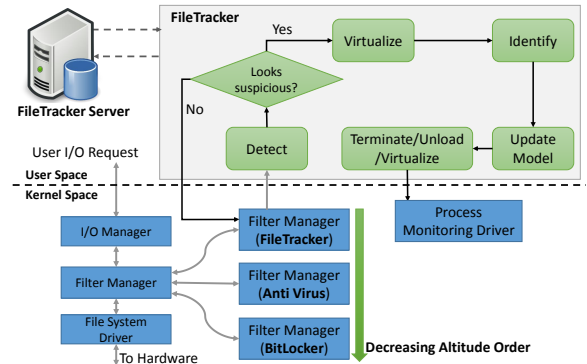 FileTracker
Yes
Virtualize
Identify
Looks
suspicious?
No
FileTracker Server
User I/O Request
Detect
Terminate/Unload
/Virtualize
Update
Model
User Space
Kernel Space
I/O Manager
Filter Manager
(FileTracker)
Process
Monitoring Driver
Filter Manager
Filter Manager
(Anti Virus)
File System
Driver
Filter Manager
(BitLocker)
Decreasing Altitude Order
To Hardware